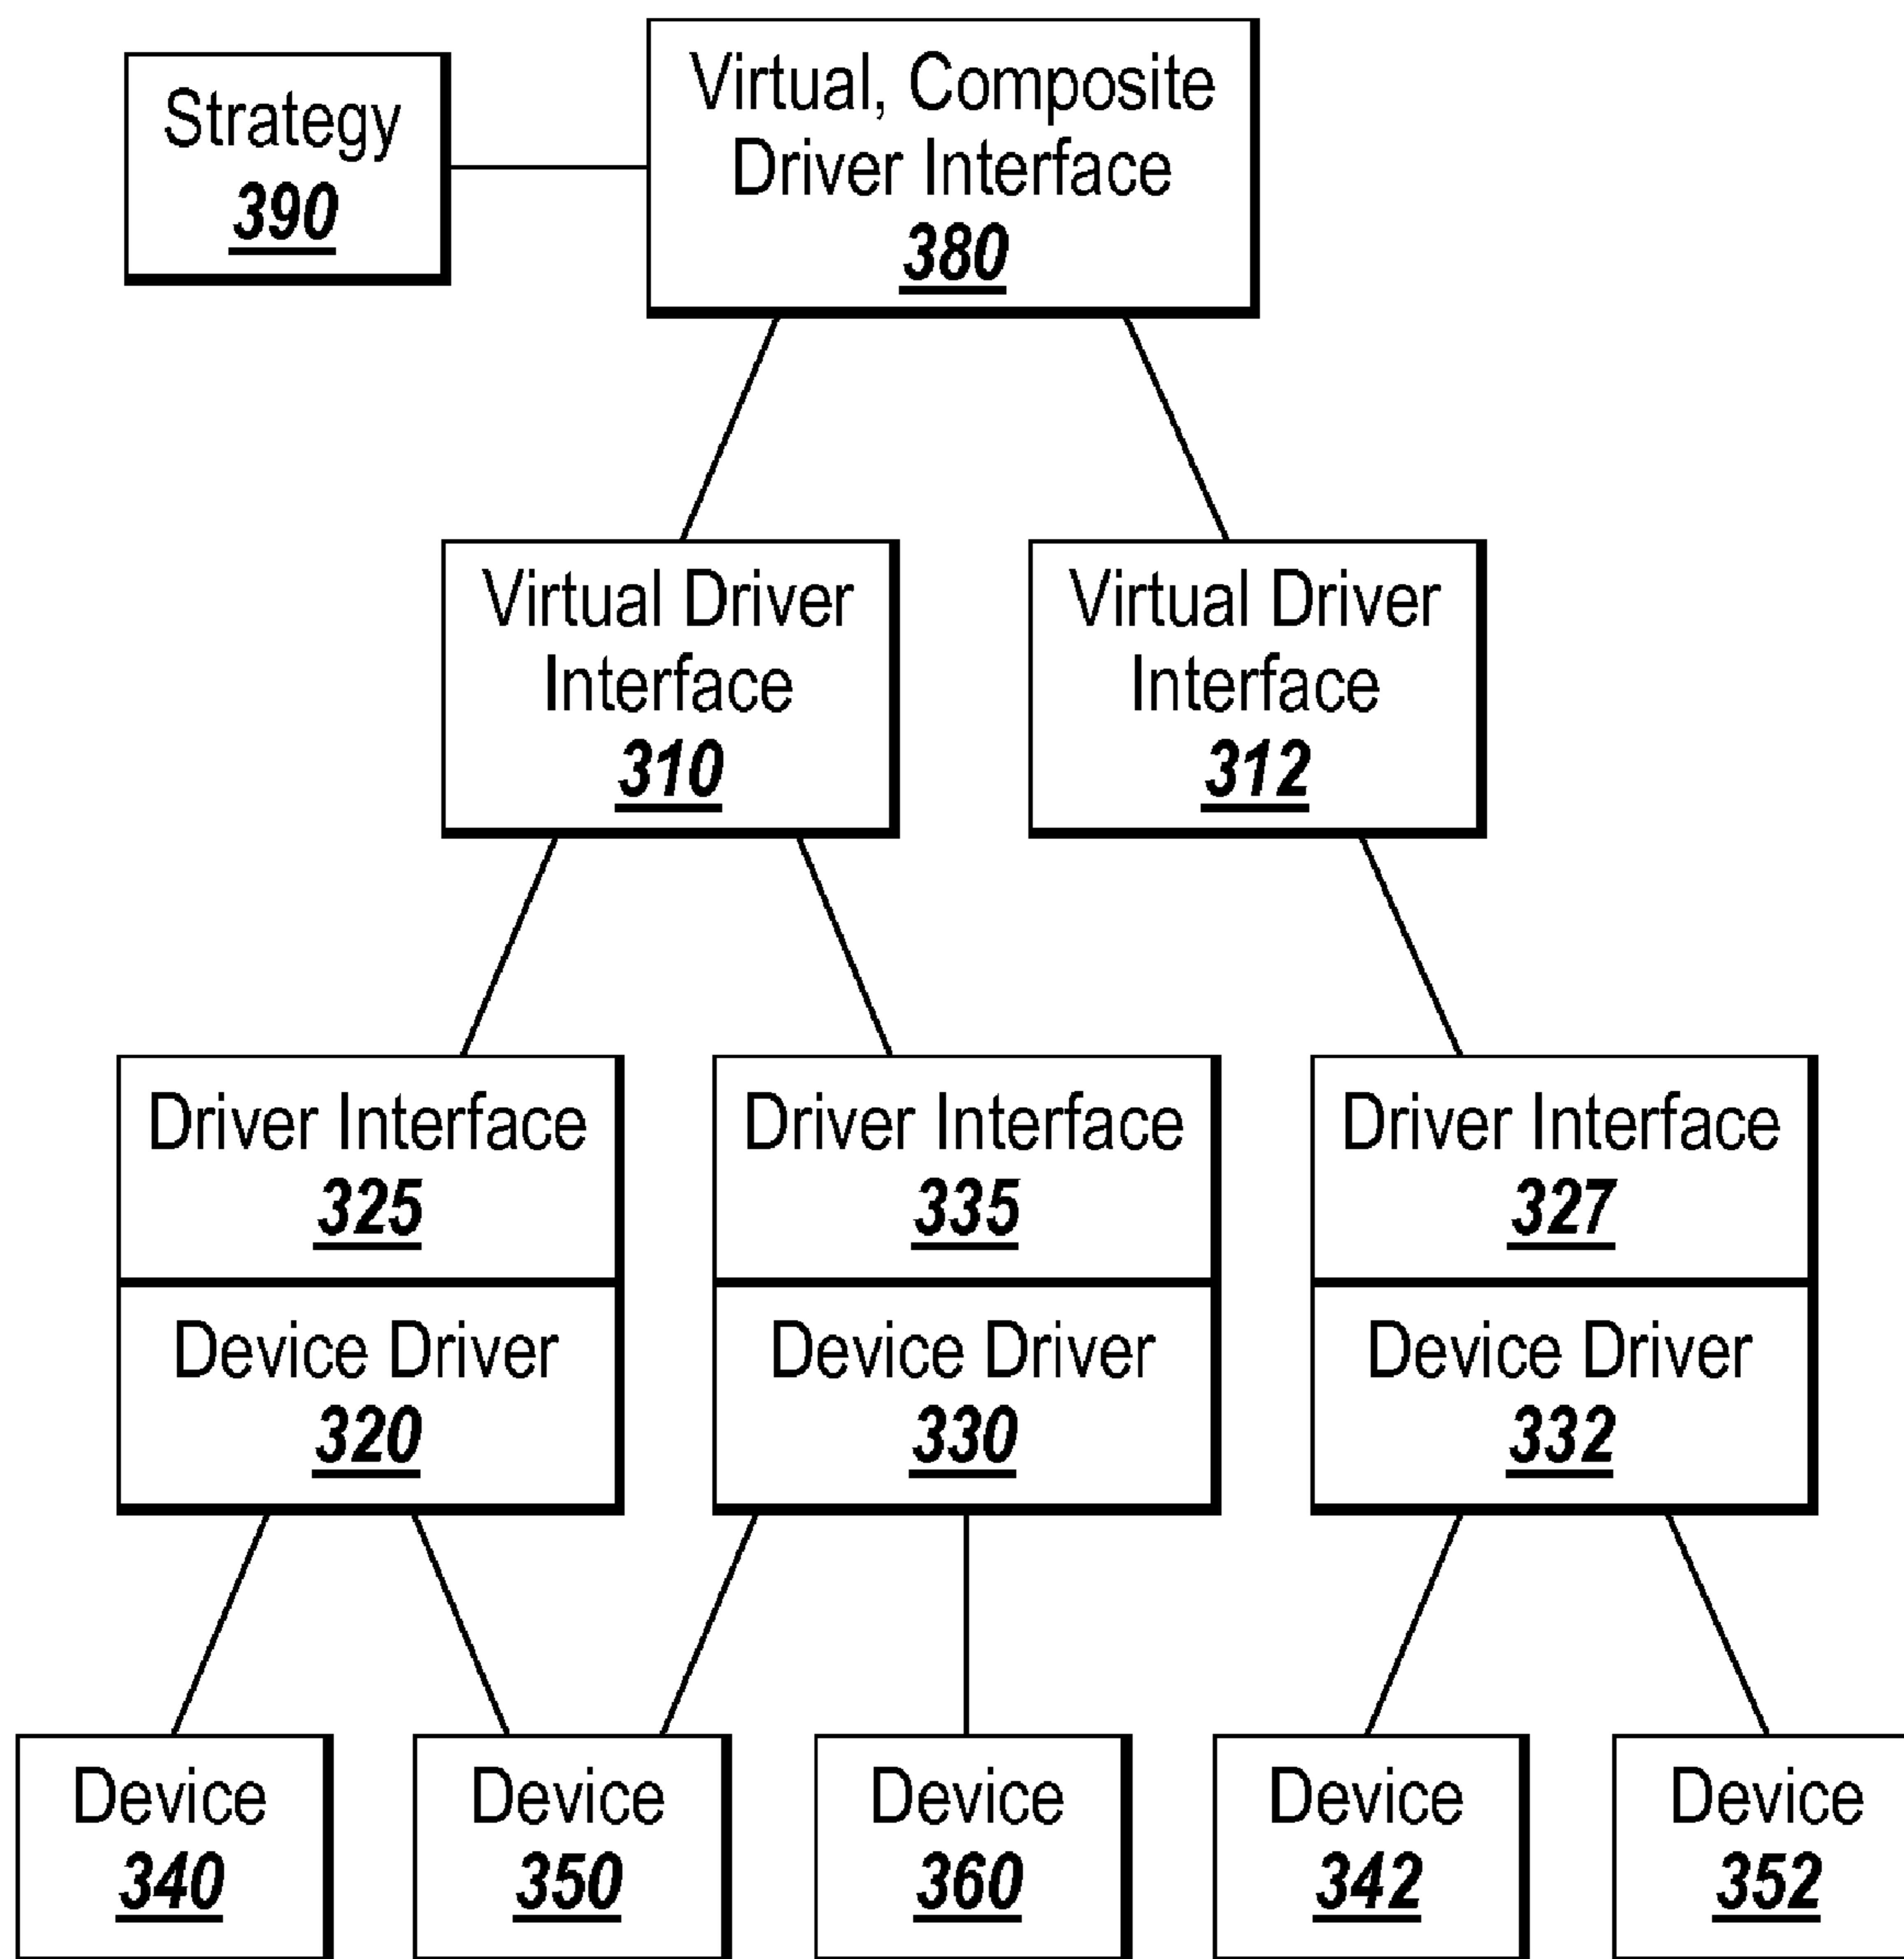 Strategy
390
Virtual, Composite
Driver Interface
380
Virtual Driver
Interface
310
Virtual Driver
Interface
312
Driver Interface
325
Device Driver
320
Driver Interface
335
Device Driver
330
Driver Interface
327
Device Driver
332
Device
340
Device
350
Device
360
Device
342
Device
352